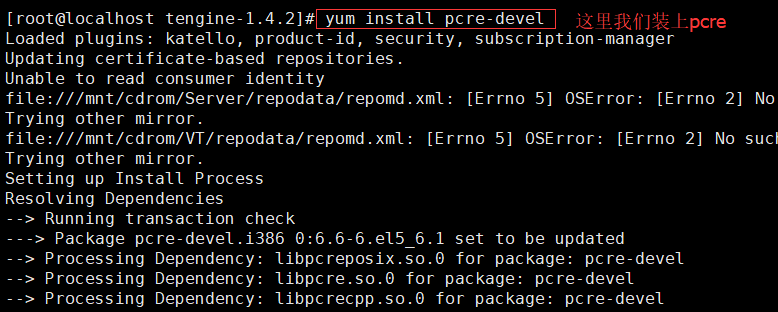 [root@localhost tengine-1.4.2]# yum install pcre-devel 这里我们装上pcre
Loaded plugins: katello, product-id, security, subscription-manager
Updating certificate-based repositories.
Unable to read consumer identity
file:///mnt/cdrom/Server/repodata/repomd.xml: [Errno 5] OSError: [Errno 2] No
Trying other mirror.
file:///mnt/cdrom/VT/repodata/repomd.xml: [Errno 5] OSError: [Errno 2] No suc
Trying other mirror.
Setting up Install Process
Resolving Dependencies
--> Running transaction check
---> Package pcre-devel.i386 0:6.6-6.el5_6.1 set to be updated
--> Processing Dependency: libpcreposix.so.0 for package: pcre-devel
--> Processing Dependency: libpcre.so.0 for package: pcre-devel
--> Processing Dependency: libpcrecpp.so.0 for package: pcre-devel